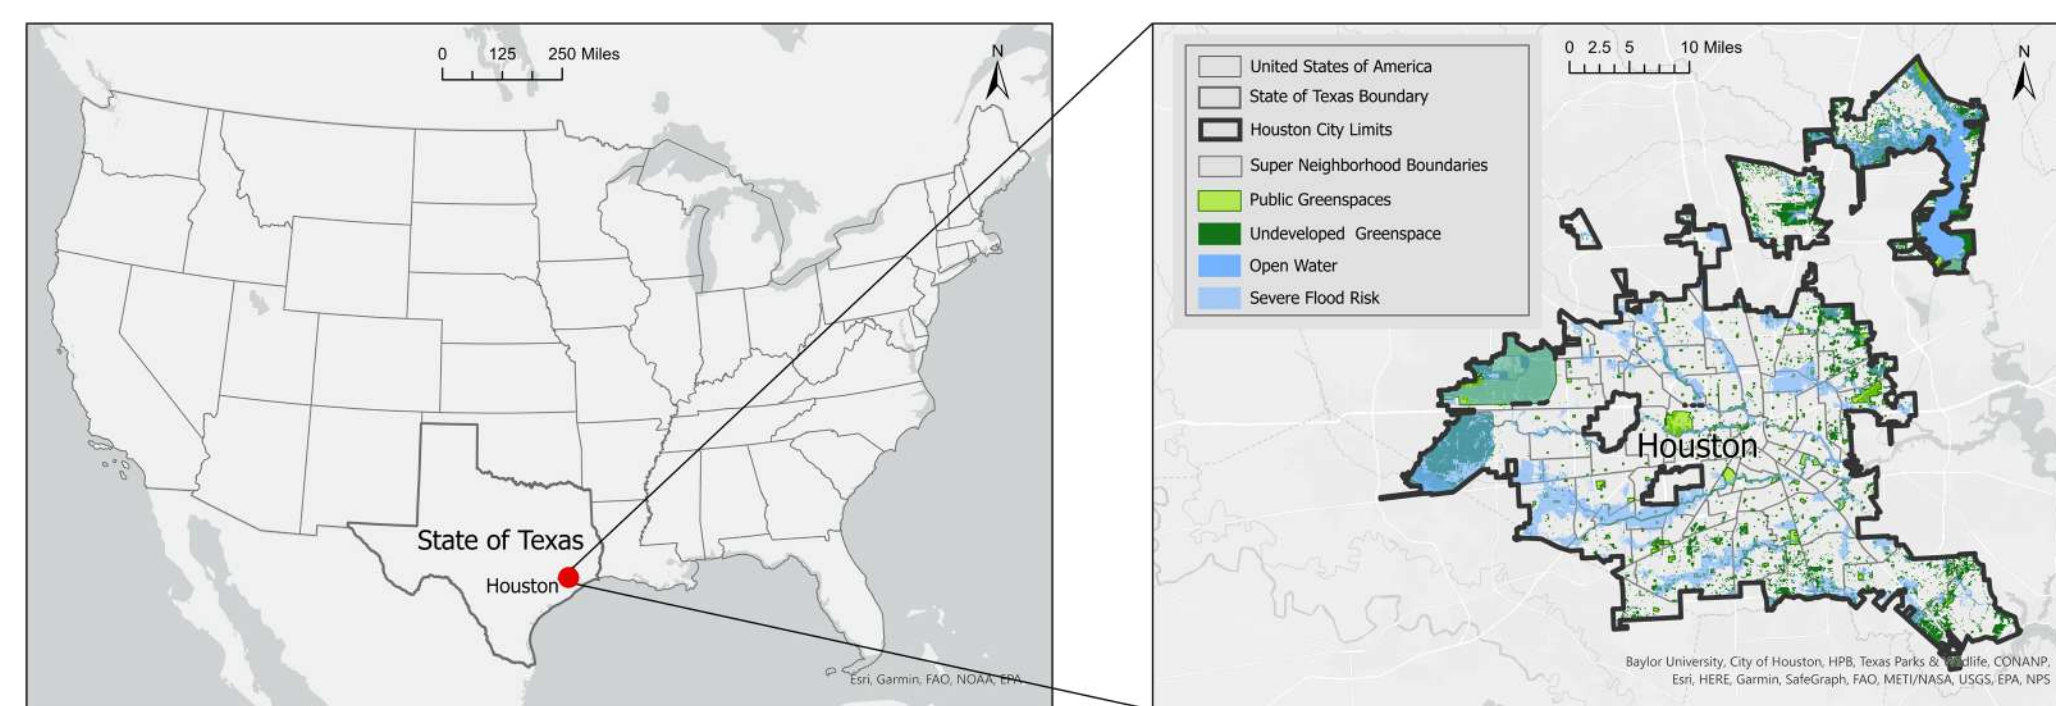 0 125 250 Miles
N
State of Texas
Houston
Esri, Garmin, FAO, NOAA, EPA
United States of America
State of Texas Boundary
Houston City Limits
Super Neighborhood Boundaries
Public Greenspaces
Undeveloped Greenspace
Open Water
Severe Flood Risk
0 2.5 5 10 Miles
N
Houston
Baylor University, City of Houston, HPB, Texas Parks & Wildlife, CONANP,
Esri, HERE, Garmin, SafeGraph, FAO, METI/NASA, USGS, EPA, NPS